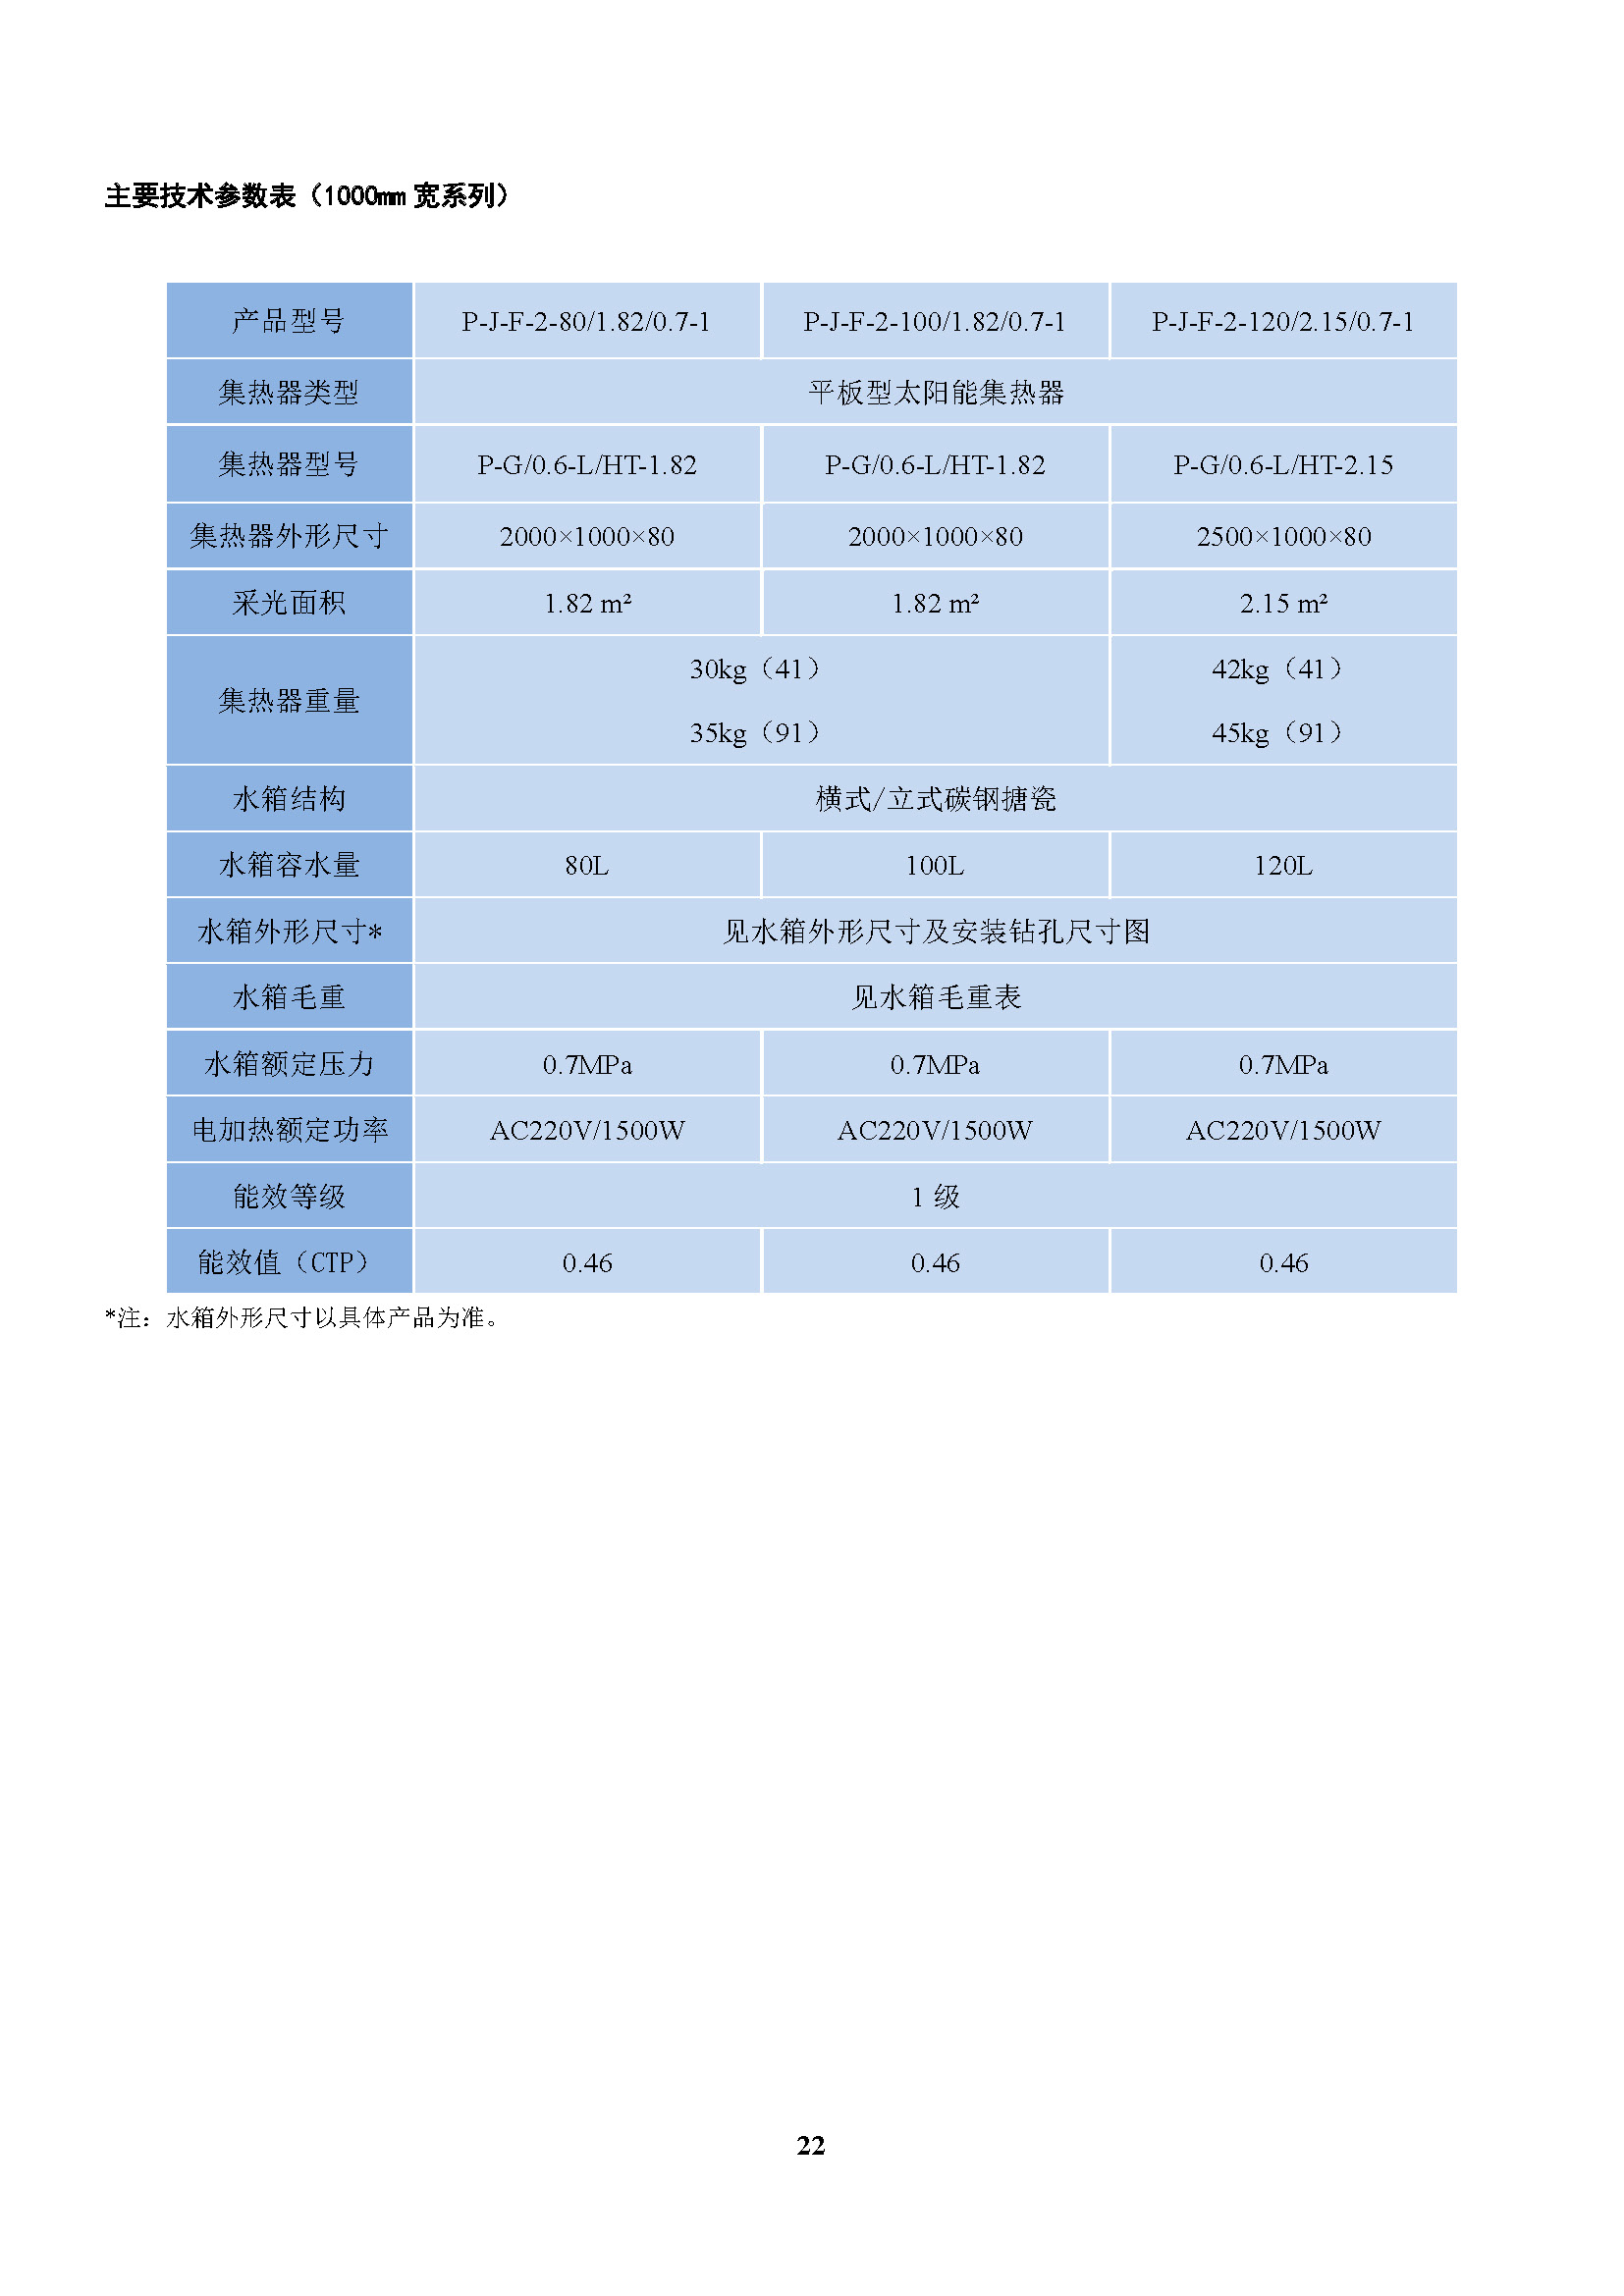 主要技术参数表（1000mm 宽系列）
产品型号 P-J-F-2-80/1.82/0.7-1 P-J-F-2-100/1.82/0.7-1 P-J-F-2-120/2.15/0.7-1
集热器类型 平板型太阳能集热器
集热器型号 P-G/0.6-L/HT-1.82 P-G/0.6-L/HT-1.82 P-G/0.6-L/HT-2.15
集热器外形尺寸 2000×1000×80 2000×1000×80 2500×1000×80
采光面积 1.82 m² 1.82 m² 2.15 m²
集热器重量 30kg（41） 42kg（41）
35kg（91） 45kg（91）
水箱结构 横式/立式碳钢搪瓷
水箱容水量 80L 100L 120L
水箱外形尺寸* 见水箱外形尺寸及安装钻孔尺寸图
水箱毛重 见水箱毛重表
水箱额定压力 0.7MPa 0.7MPa 0.7MPa
电加热额定功率 AC220V/1500W AC220V/1500W AC220V/1500W
能效等级 1 级
能效值（CTP） 0.46 0.46 0.46
*注：水箱外形尺寸以具体产品为准。
22